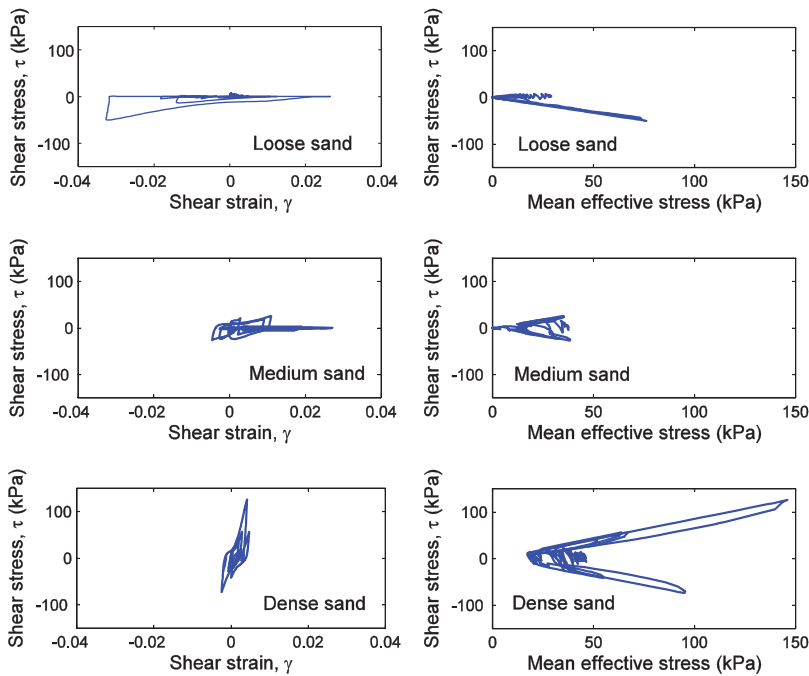 Shear stress, τ (kPa)
100
0
-100
-0.04
-0.02
0
0.02
0.04
Loose sand
Shear strain, γ
Shear stress, τ (kPa)
100
0
-100
0
50
100
150
Loose sand
Mean effective stress (kPa)
Shear stress, τ (kPa)
100
0
-100
-0.04
-0.02
0
0.02
0.04
Medium sand
Shear strain, γ
Shear stress, τ (kPa)
100
0
-100
0
50
100
150
Medium sand
Mean effective stress (kPa)
Shear stress, τ (kPa)
100
0
-100
-0.04
-0.02
0
0.02
0.04
Dense sand
Shear strain, γ
Shear stress, τ (kPa)
100
0
-100
0
50
100
150
Dense sand
Mean effective stress (kPa)